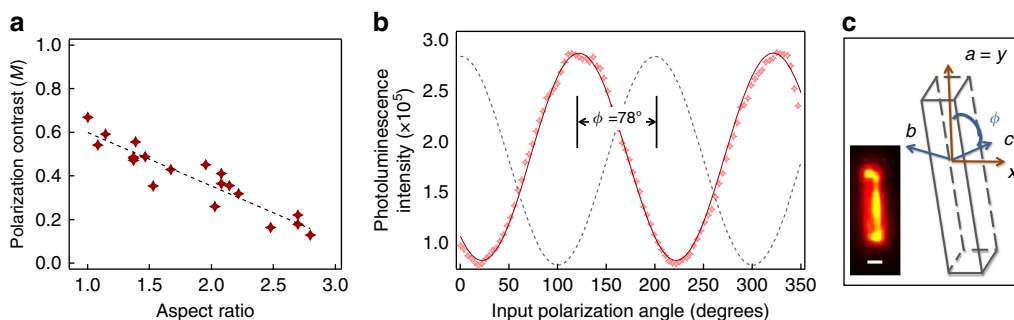 a
Polarization contrast (M)
1.0
0.8
0.6
0.4
0.2
0.0
1.0 1.5 2.0 2.5 3.0
Aspect ratio
b
Photoluminescence
intensity (×10⁵)
3.0
2.5
2.0
1.5
1.0
ϕ =78°
0 50 100 150 200 250 300 350
Input polarization angle (degrees)
c
a = y
ϕ
b
c
x